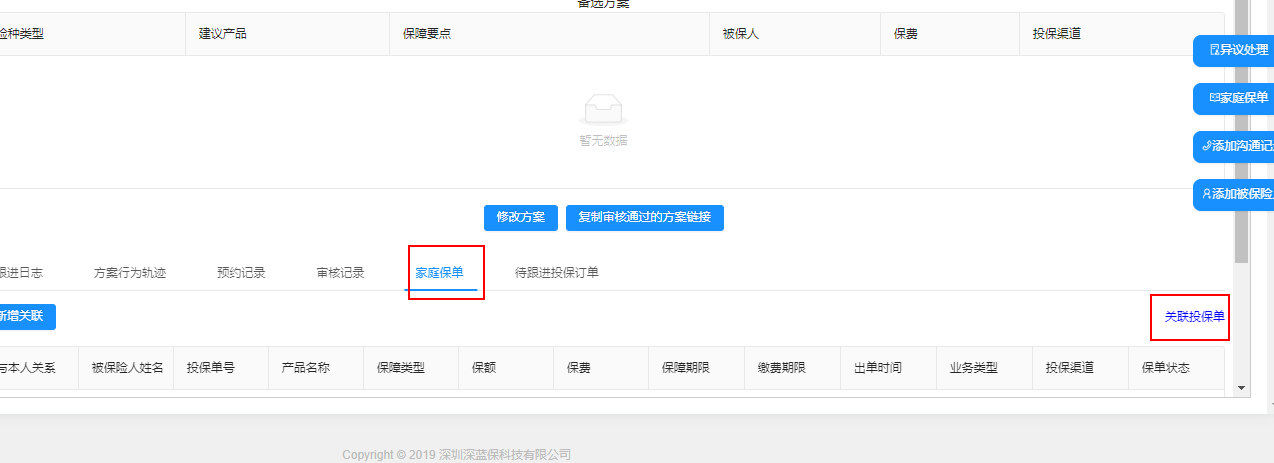 备选方案
险种类型 建议产品 保障要点 被保人 保费 投保渠道
异议处理
家庭保单
暂无数据
添加沟通记
添加被保险
修改方案 复制审核通过的方案链接
跟进日志 方案行为轨迹 预约记录 审核记录 家庭保单 待跟进投保订单
新增关联 关联投保单
与本人关系 被保险人姓名 投保单号 产品名称 保障类型 保额 保费 保障期限 缴费期限 出单时间 业务类型 投保渠道 保单状态
Copyright © 2019 深圳深蓝保科技有限公司